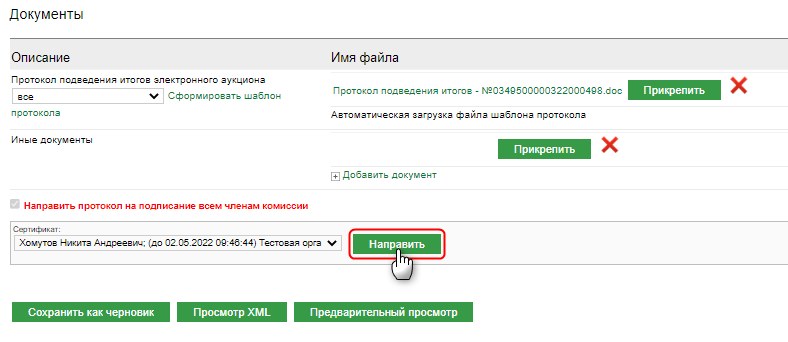 Документы
Описание Имя файла
Протокол подведения итогов электронного аукциона
все Сформировать шаблон
протокола
Протокол подведения итогов - №0349500000322000498.doc Прикрепить
Автоматическая загрузка файла шаблона протокола
Иные документы
Прикрепить
Добавить документ
Направить протокол на подписание всем членам комиссии
Сертификат:
Хомутов Никита Андреевич; (до 02.05.2022 09:46:44) Тестовая орга Направить
Сохранить как черновик Просмотр XML Предварительный просмотр